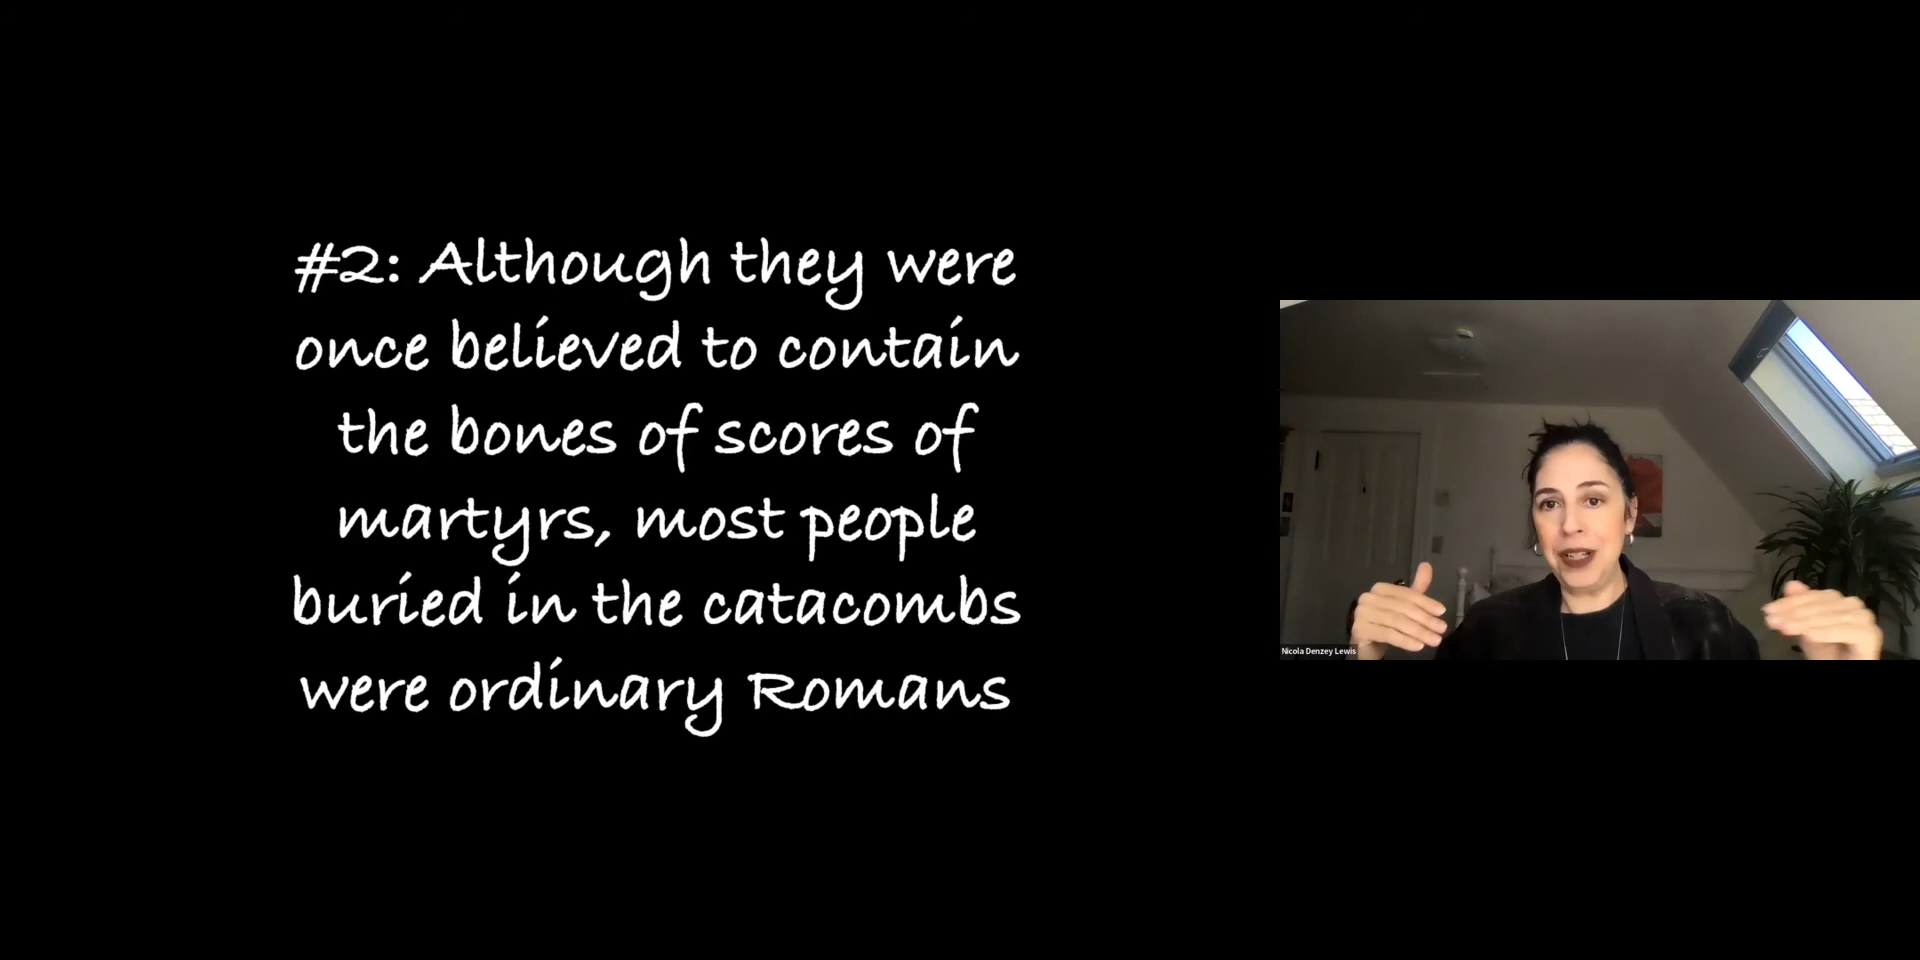 #2: Although they were
once believed to contain
the bones of scores of
martyrs, most people
buried in the catacombs
were ordinary Romans
Nicola Denzey Lewis